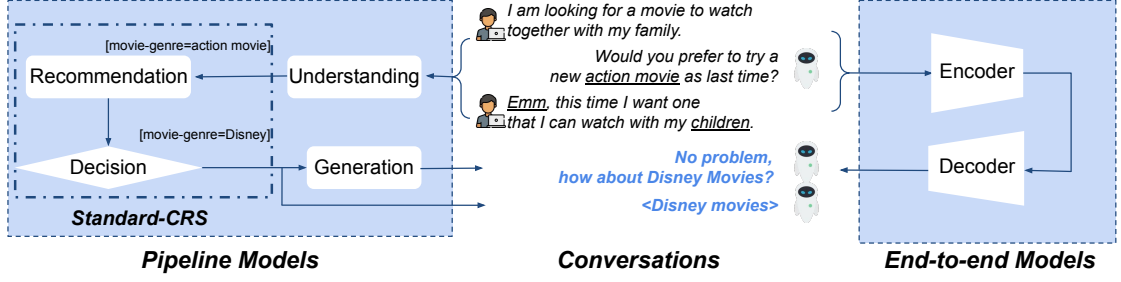 [movie-genre=action movie]
Recommendation
Understanding
[movie-genre=Disney]
Decision
Generation
Standard-CRS
Pipeline Models
I am looking for a movie to watch
together with my family.
Would you prefer to try a
new action movie as last time?
Emm, this time I want one
that I can watch with my children.
No problem,
how about Disney Movies?
<Disney movies>
Conversations
Encoder
Decoder
End-to-end Models